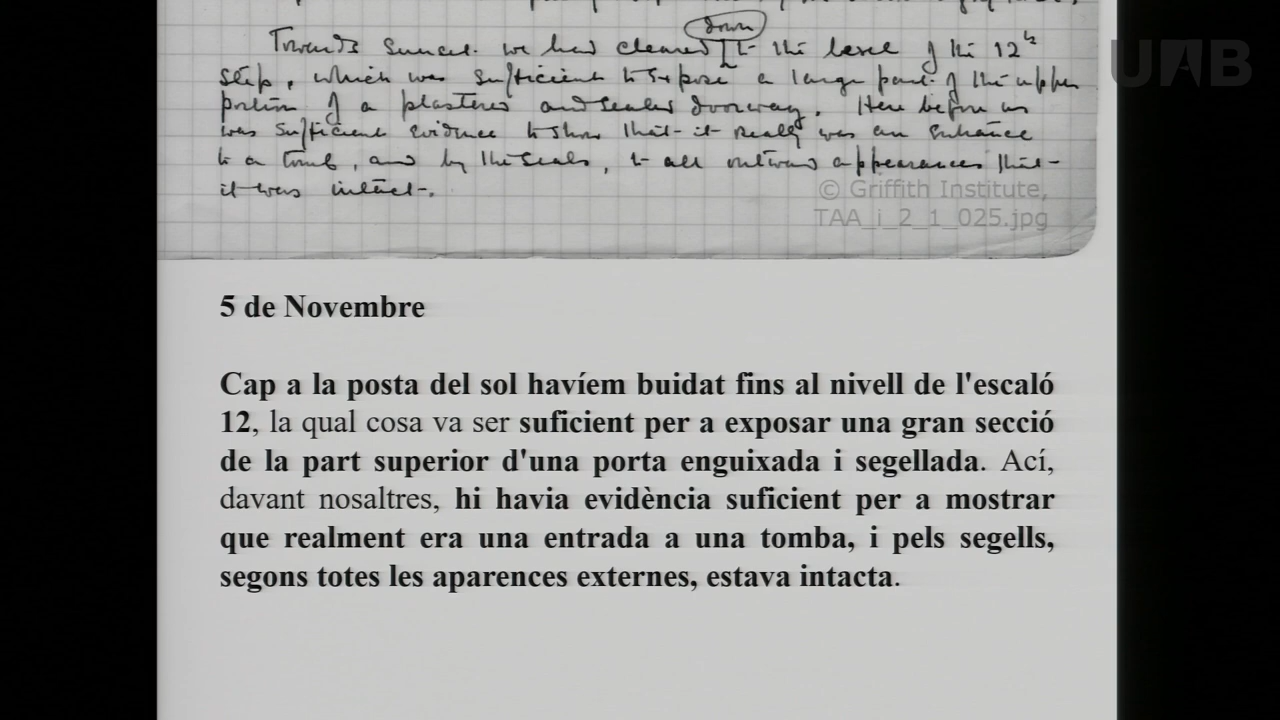 down
Towards sunset we had cleared to the level of the 12th
step, which was sufficient to expose a large part of the upper
portion of a plastered and sealed doorway. Here before us
was sufficient evidence to show that it really was an entrance
to a tomb, and by the seals, to all outward appearances that
it was intact.
UAB
© Griffith Institute,
TAA_i_2_1_025.jpg
5 de Novembre
Cap a la posta del sol havíem buidat fins al nivell de l'escaló
12, la qual cosa va ser suficient per a exposar una gran secció
de la part superior d'una porta enguixada i segellada. Ací,
davant nosaltres, hi havia evidència suficient per a mostrar
que realment era una entrada a una tomba, i pels segells,
segons totes les aparences externes, estava intacta.